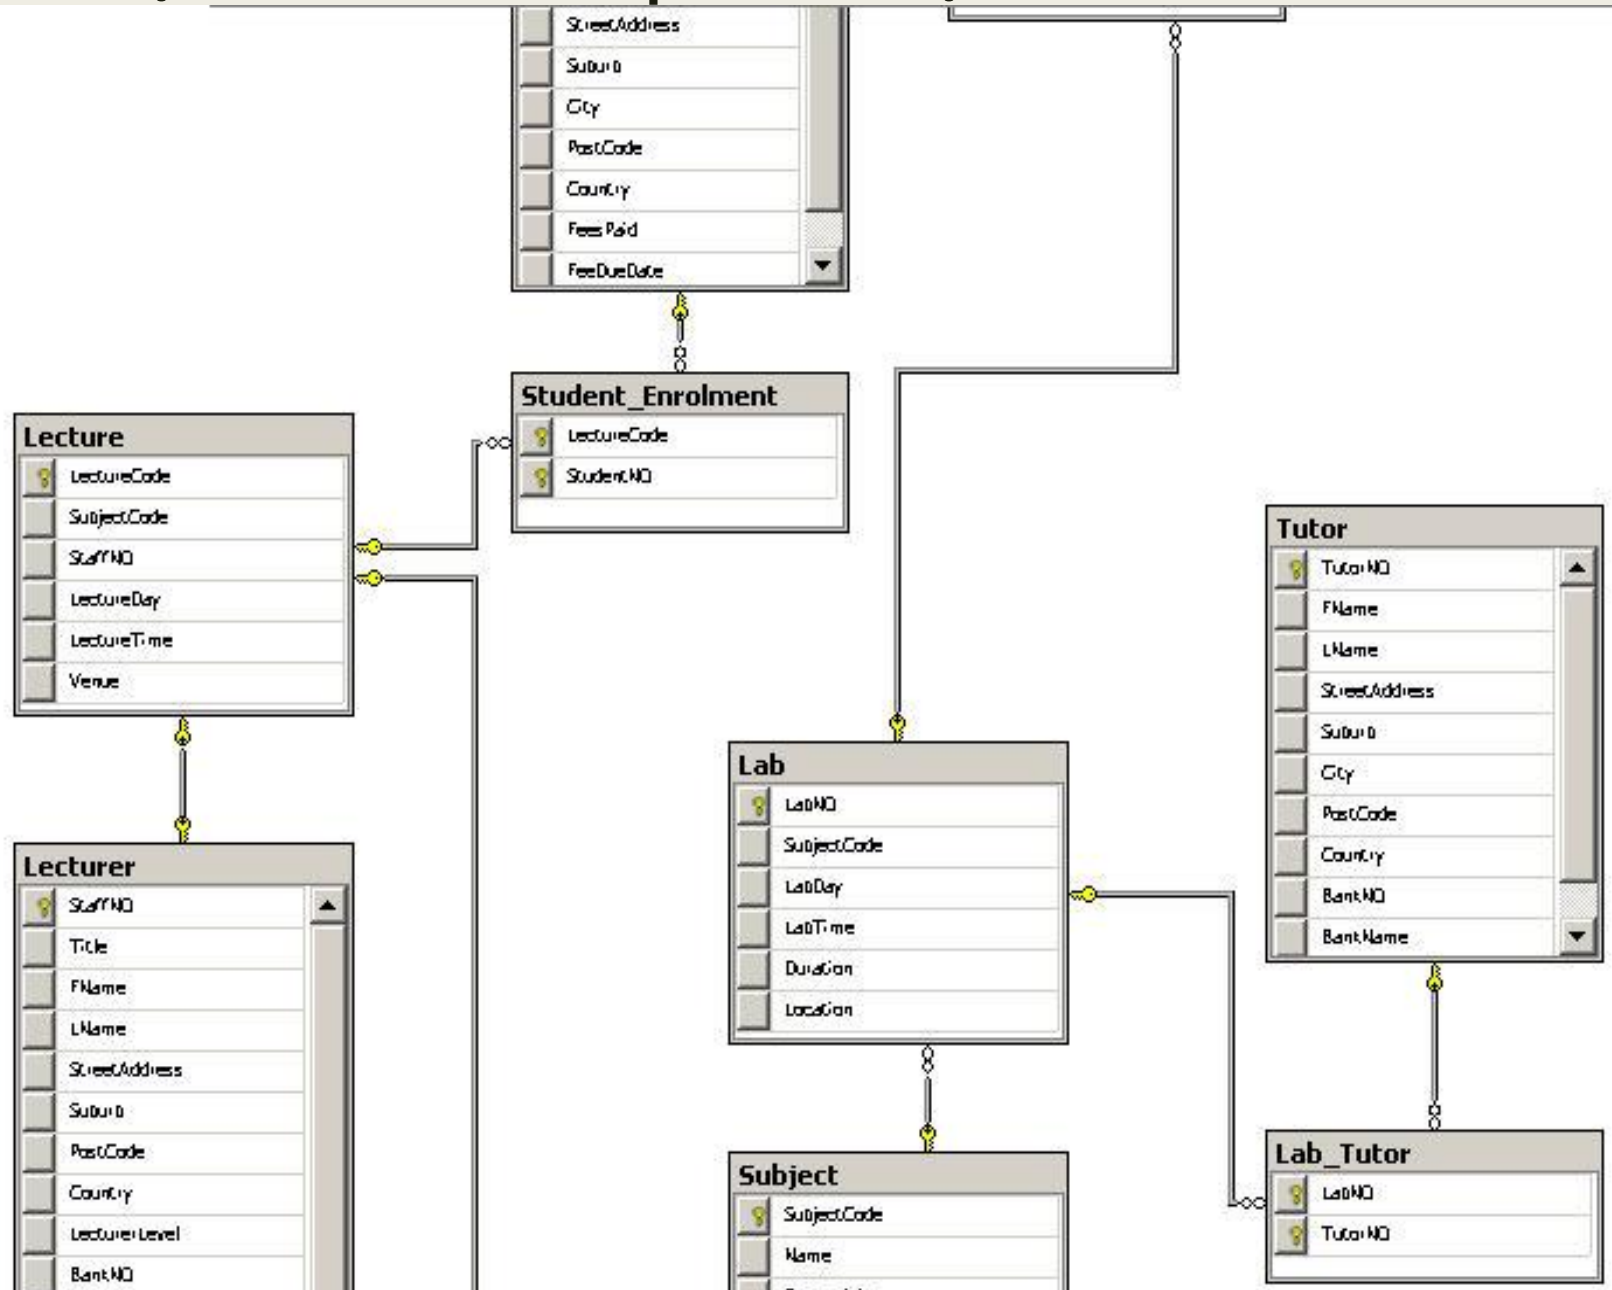 StreetAddress
Suburb
City
PostCode
Country
FeesPaid
FeeDueDate
Student_Enrolment
LectureCode
StudentNO
Lecture
LectureCode
SubjectCode
StaffNO
LectureDay
LectureTime
Venue
Tutor
TutorNO
FName
LName
StreetAddress
Suburb
City
PostCode
Country
BankNO
BankName
Lab
LabNO
SubjectCode
LabDay
LabTime
Duration
Location
Lecturer
StaffNO
Title
FName
LName
StreetAddress
Suburb
PostCode
Country
LecturerLevel
BankNO
Subject
SubjectCode
Name
Lab_Tutor
LabNO
TutorNO